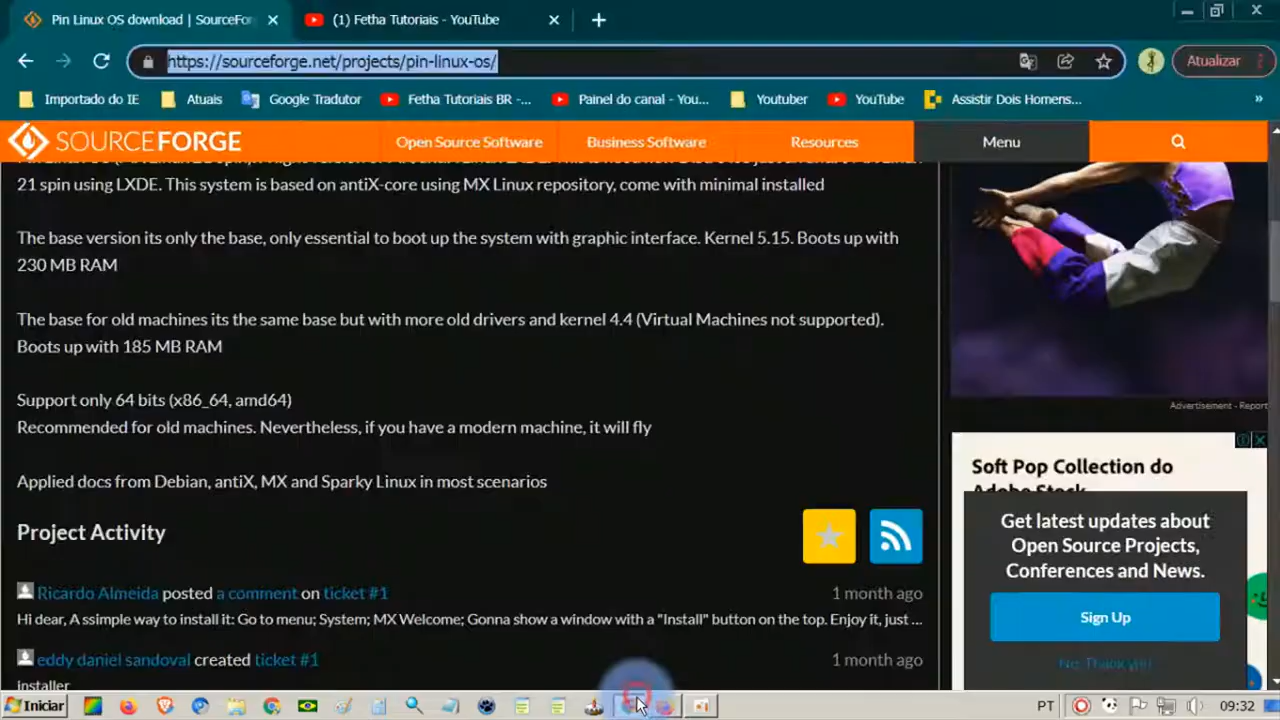 Pin Linux OS download | SourceFor
(1) Fetha Tutoriais - YouTube
https://sourceforge.net/projects/pin-linux-os/
Atualizar
Importado do IE
Atuais
Google Tradutor
Fetha Tutoriais BR -...
Painel do canal - You...
Youtuber
YouTube
Assistir Dois Homens...
»
SOURCEFORGE
Open Source Software
Business Software
Resources
Menu
21 spin using LXDE. This system is based on antiX-core using MX Linux repository, come with minimal installed
The base version its only the base, only essential to boot up the system with graphic interface. Kernel 5.15. Boots up with
230 MB RAM
The base for old machines its the same base but with more old drivers and kernel 4.4 (Virtual Machines not supported).
Boots up with 185 MB RAM
Support only 64 bits (x86_64, amd64)
Recommended for old machines. Nevertheless, if you have a modern machine, it will fly
Applied docs from Debian, antiX, MX and Sparky Linux in most scenarios
Project Activity
Ricardo Almeida posted a comment on ticket #1
1 month ago
Hi dear, A ssimple way to install it: Go to menu; System; MX Welcome; Gonna show a window with a "Install" button on the top. Enjoy it, just ...
eddy daniel sandoval created ticket #1
1 month ago
installer
Advertisement - Report
Soft Pop Collection do
Adobe Stock
Get latest updates about
Open Source Projects,
Conferences and News.
Sign Up
No, Thank you
Iniciar
PT
09:32